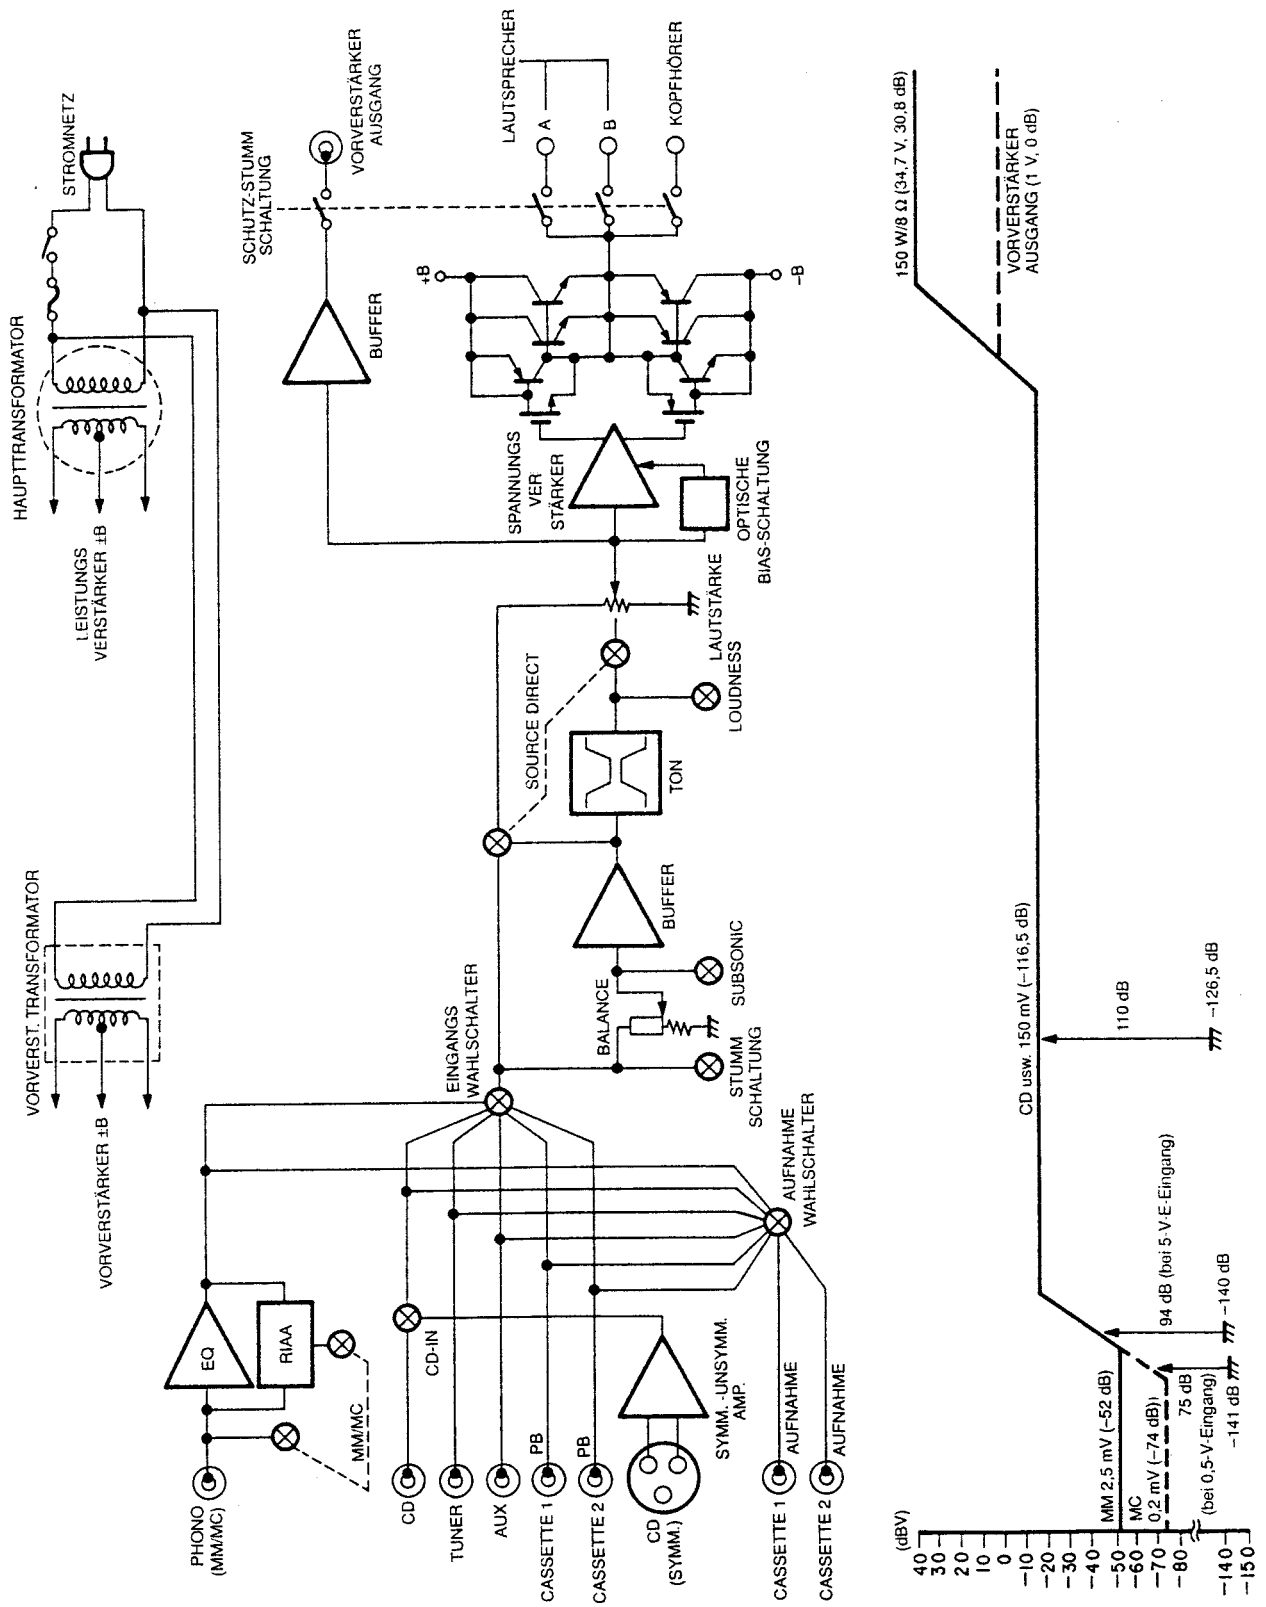 VORVERST. TRANSFORMATOR
VORVERSTÄRKER ±B
HAUPTTRANSFORMATOR
LEISTUNGS
VERSTÄRKER ±B
STROMNETZ
PHONO
(MM/MC)
EQ
RIAA
MM/MC
CD
TUNER
AUX
CASSETTE 1
PB
CASSETTE 2
PB
CD
(SYMM.)
CD-IN
SYMM.-UNSYMM.
AMP.
CASSETTE 1
AUFNAHME
CASSETTE 2
AUFNAHME
AUFNAHME
WAHLSCHALTER
EINGANGS
WAHLSCHALTER
STUMM
SCHALTUNG
BALANCE
SUBSONIC
BUFFER
SOURCE DIRECT
TON
LOUDNESS
LAUTSTÄRKE
SPANNUNGS
VER
STÄRKER
OPTISCHE
BIAS-SCHALTUNG
BUFFER
+B
−B
SCHUTZ-STUMM
SCHALTUNG
VORVERSTÄRKER
AUSGANG
LAUTSPRECHER
A
B
KOPFHÖRER
(dBV)
40
30
20
10
0
−10
−20
−30
−40
−50
−60
−70
−80
−140
−150
MM 2,5 mV (−52 dB)
MC
0,2 mV (−74 dB))
75 dB
(bei 0,5-V-Eingang)
−141 dB
94 dB (bei 5-V-E-Eingang)
−140 dB
CD usw. 150 mV (−116,5 dB)
110 dB
−126,5 dB
150 W/8 Ω (34,7 V, 30,8 dB)
VORVERSTÄRKER
AUSGANG (1 V, 0 dB)